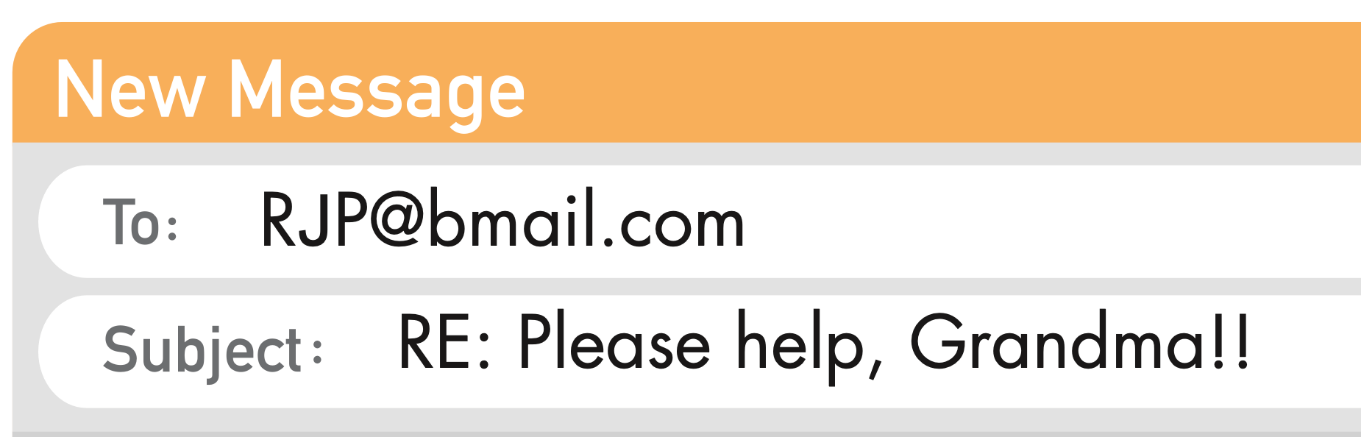 New Message
To: RJP@bmail.com
Subject: RE: Please help, Grandma!!